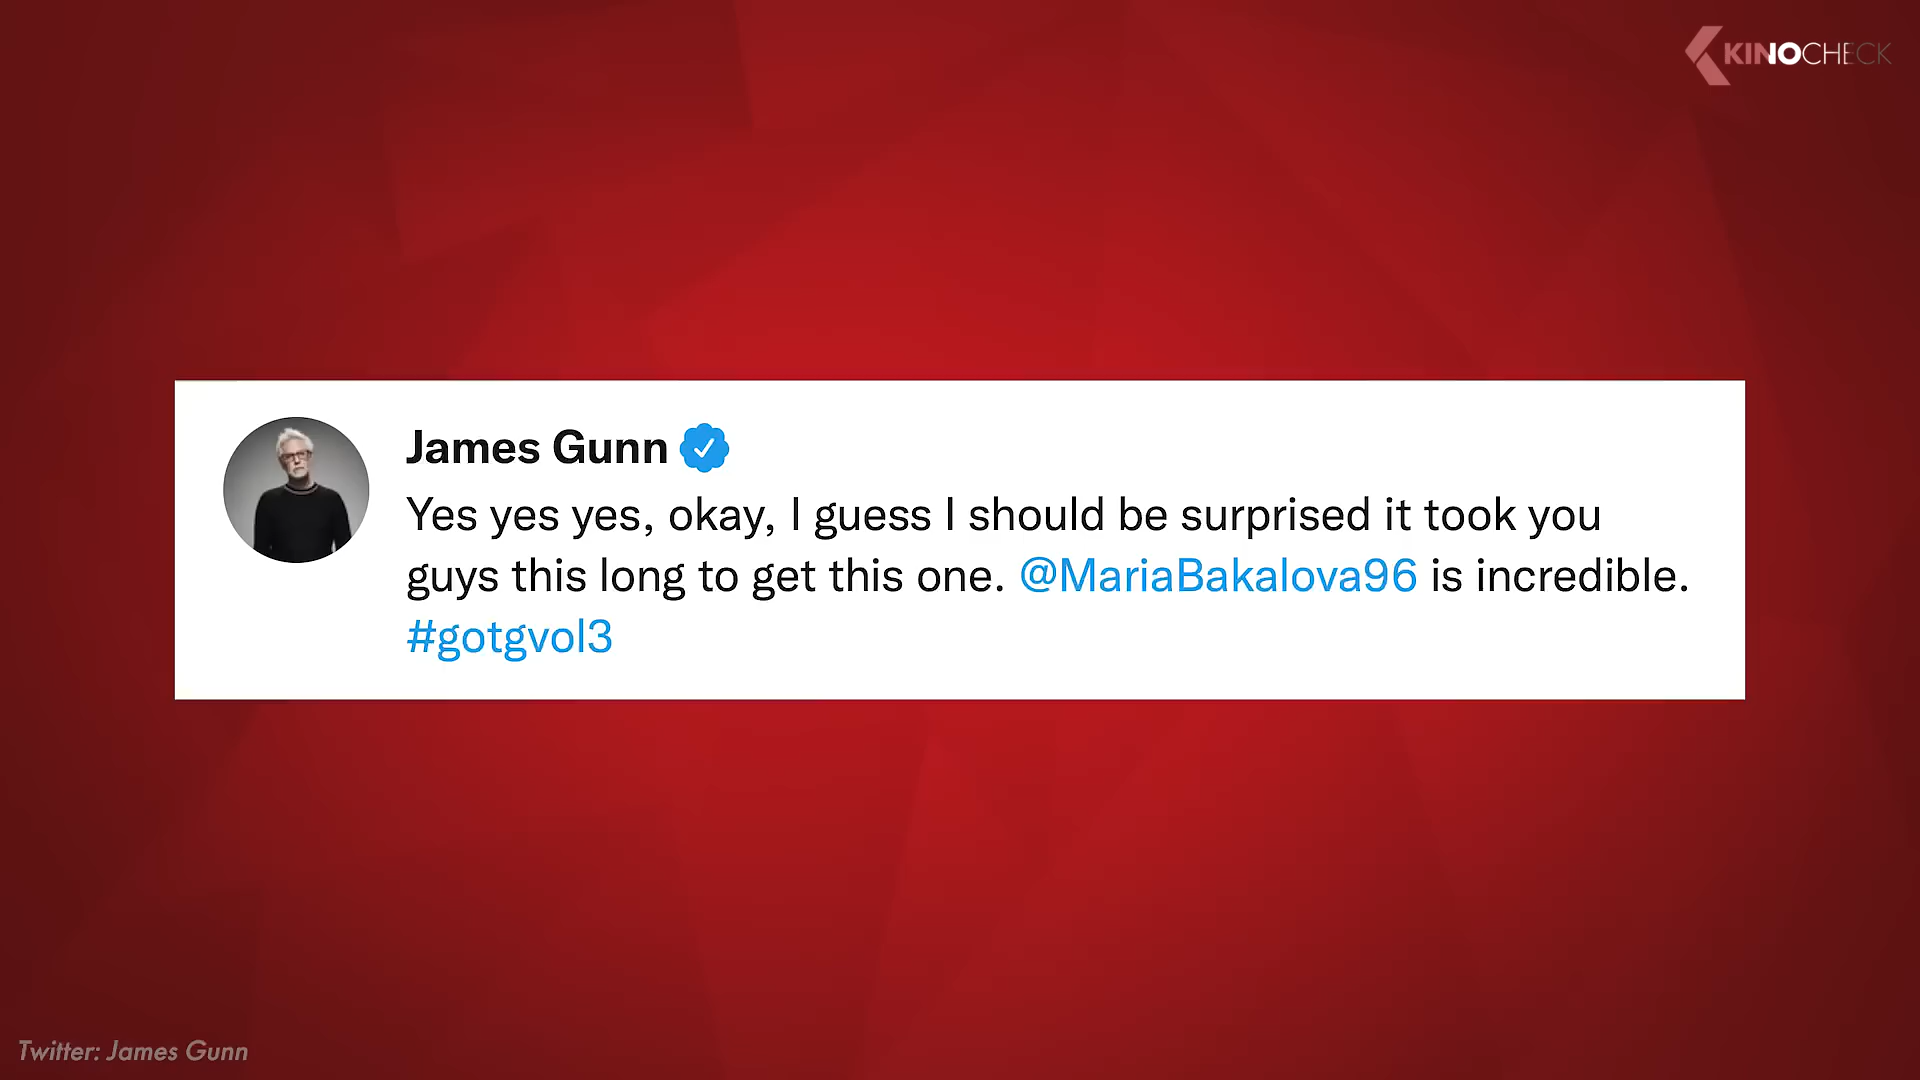 KINOCHECK
James Gunn
Yes yes yes, okay, I guess I should be surprised it took you
guys this long to get this one. @MariaBakalova96 is incredible.
#gotgvol3
Twitter: James Gunn